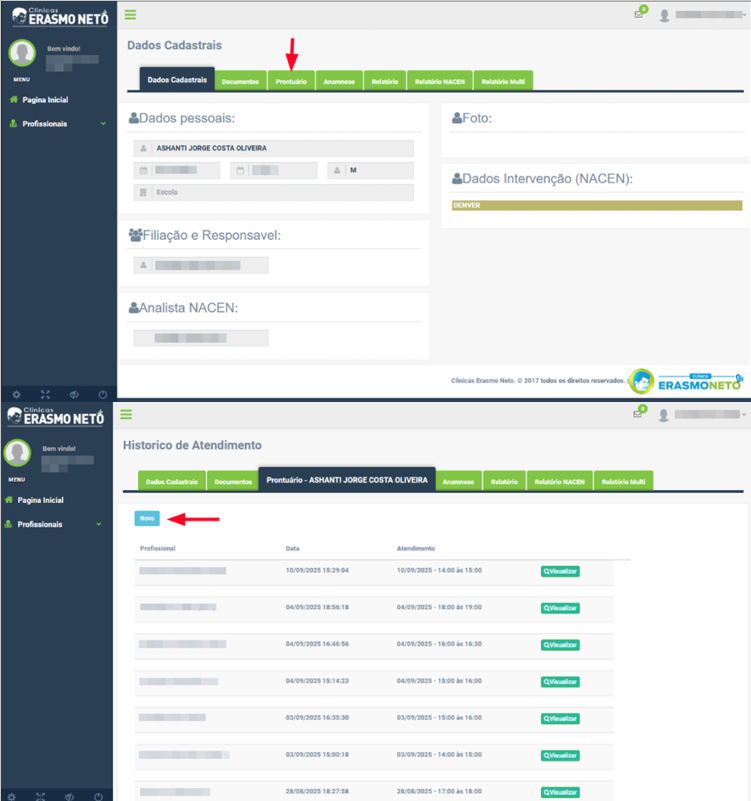 Clínicas
ERASMO NETO
0
Bem vindo!
MENU
Pagina Inicial
Profissionais
Dados Cadastrais
Dados Cadastrais Documentos Prontuário Anamnese Relatório Relatório NACEN Relatório Multi
Dados pessoais:
ASHANTI JORGE COSTA OLIVEIRA
M
Escola
Filiação e Responsavel:
Analista NACEN:
Foto:
Dados Intervenção (NACEN):
DENVER
Clínicas Erasmo Neto. © 2017 todos os direitos reservados. |
CLÍNICA
ERASMONETO
Clínicas
ERASMO NETO
0
Bem vindo!
MENU
Pagina Inicial
Profissionais
Historico de Atendimento
Dados Cadastrais Documentos Prontuário - ASHANTI JORGE COSTA OLIVEIRA Anamnese Relatório Relatório NACEN Relatório Multi
Novo
Profissional Data Atendimento
10/09/2025 15:29:04 10/09/2025 - 14:00 às 15:00 Visualizar
04/09/2025 18:56:18 04/09/2025 - 18:00 às 19:00 Visualizar
04/09/2025 16:46:56 04/09/2025 - 16:00 às 16:30 Visualizar
04/09/2025 15:14:23 04/09/2025 - 15:00 às 16:00 Visualizar
03/09/2025 16:35:30 03/09/2025 - 15:00 às 16:00 Visualizar
03/09/2025 15:00:18 03/09/2025 - 14:00 às 15:00 Visualizar
28/08/2025 18:27:58 28/08/2025 - 17:00 às 18:00 Visualizar